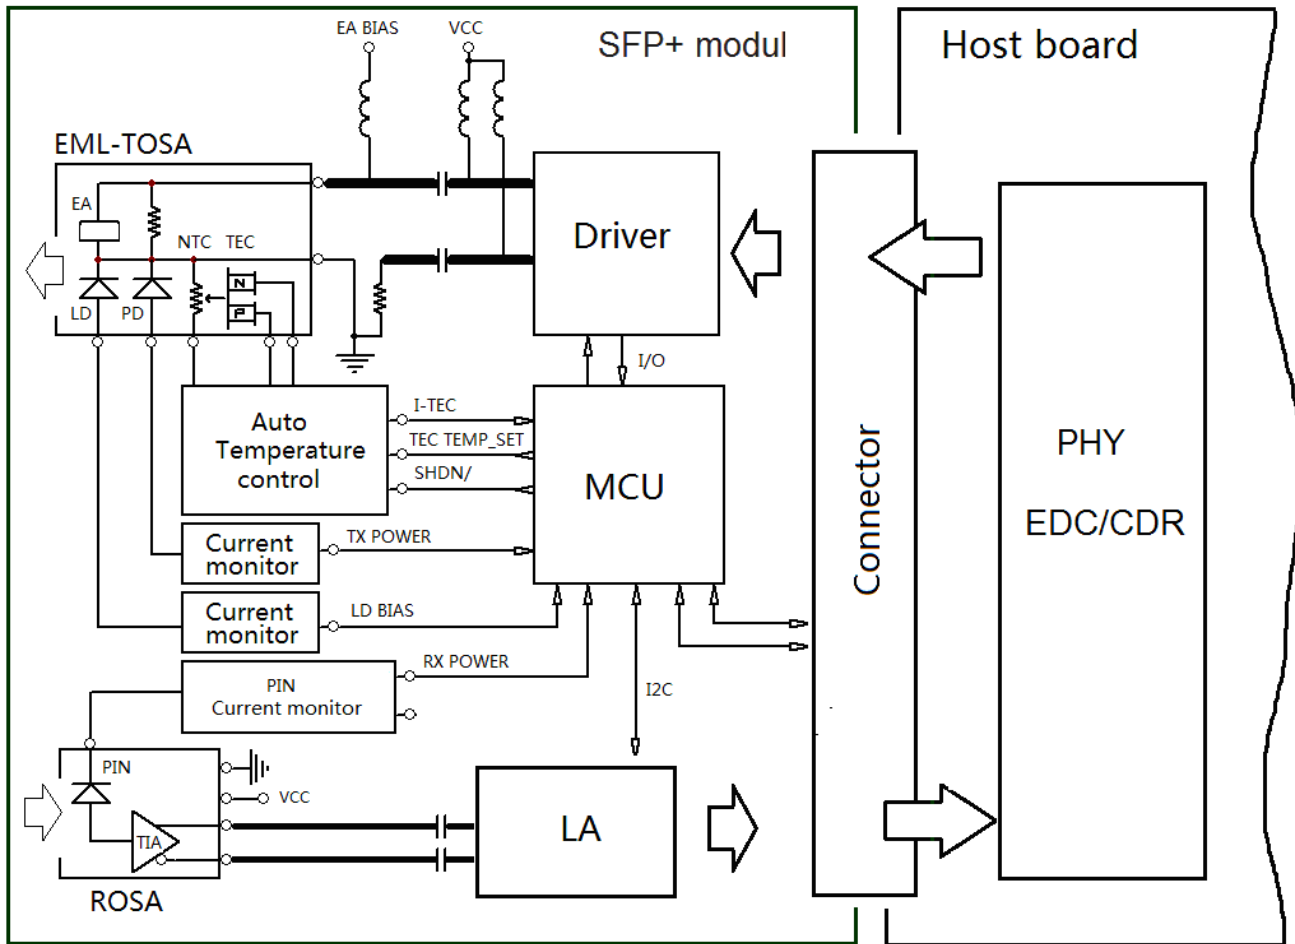 EA BIAS
VCC
SFP+ modul
Host board
EML-TOSA
EA
NTC TEC
N
P
LD
PD
Driver
I/O
Auto
Temperature
control
I-TEC
TEC TEMP_SET
SHDN/
MCU
Connector
PHY
EDC/CDR
Current
monitor
TX POWER
Current
monitor
LD BIAS
PIN
Current monitor
RX POWER
I2C
PIN
VCC
TIA
LA
ROSA